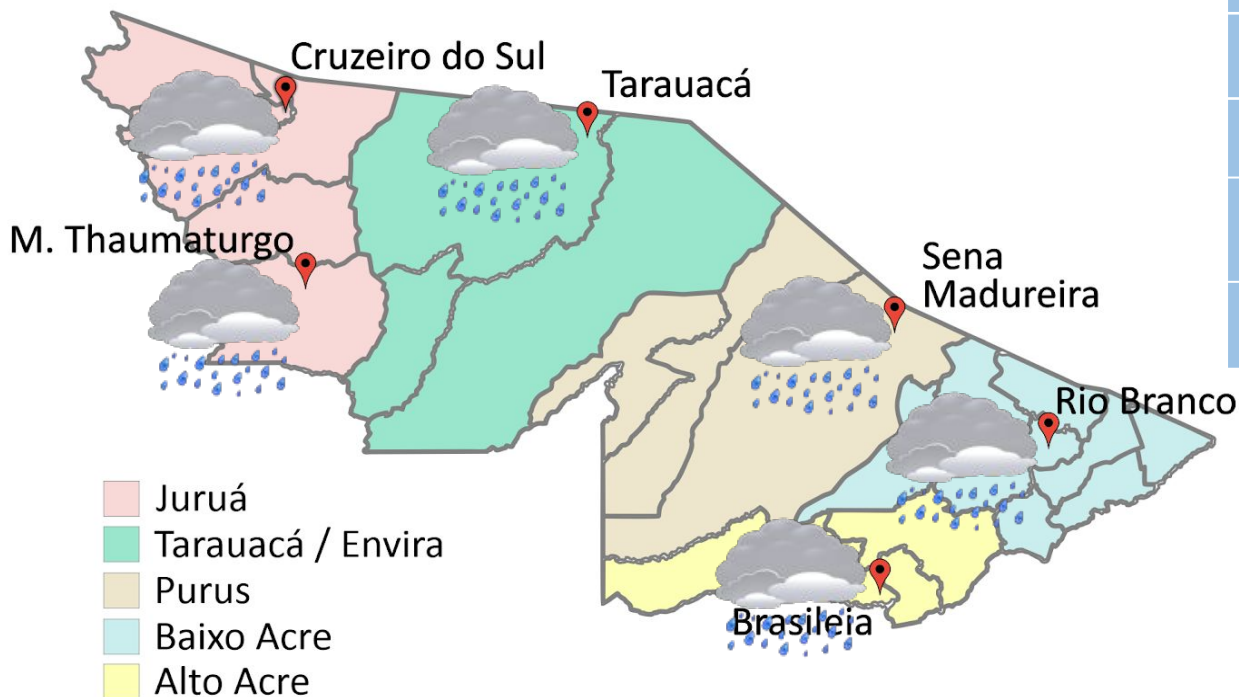 Cruzeiro do Sul
Tarauacá
M. Thaumaturgo
Sena
Madureira
Rio Branco
Brasileia
Juruá
Tarauacá / Envira
Purus
Baixo Acre
Alto Acre